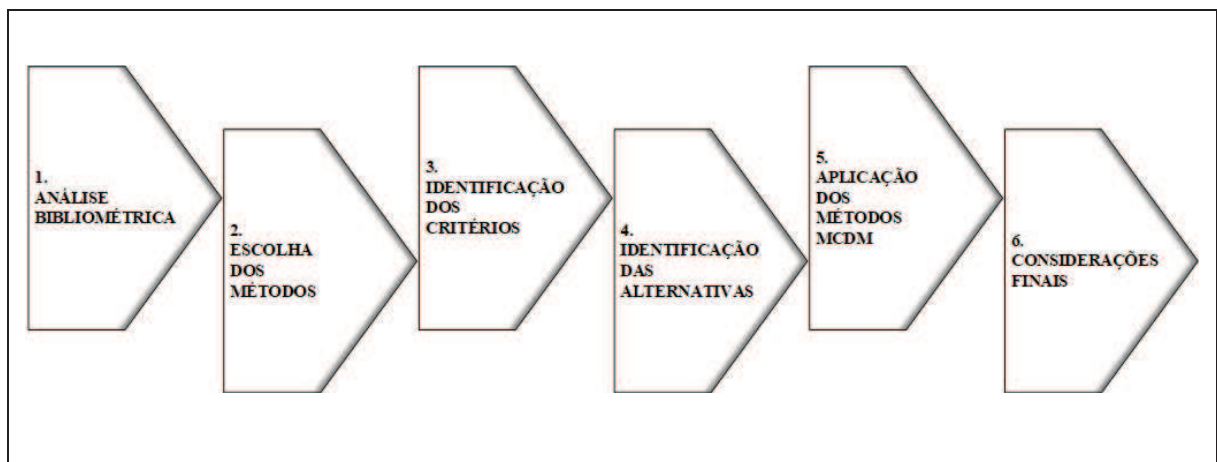 1.
ANÁLISE
BIBLIOMÉTRICA
2.
ESCOLHA
DOS
MÉTODOS
3.
IDENTIFICAÇÃO
DOS
CRITÉRIOS
4.
IDENTIFICAÇÃO
DAS
ALTERNATIVAS
5.
APLICAÇÃO
DOS
MÉTODOS
MCDM
6.
CONSIDERAÇÕES
FINAIS